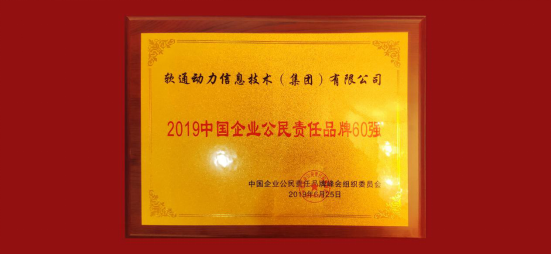 软通动力信息技术（集团）有限公司
2019中国企业公民责任品牌60强
中国企业公民责任品牌峰会组织委员会
2019年6月25日